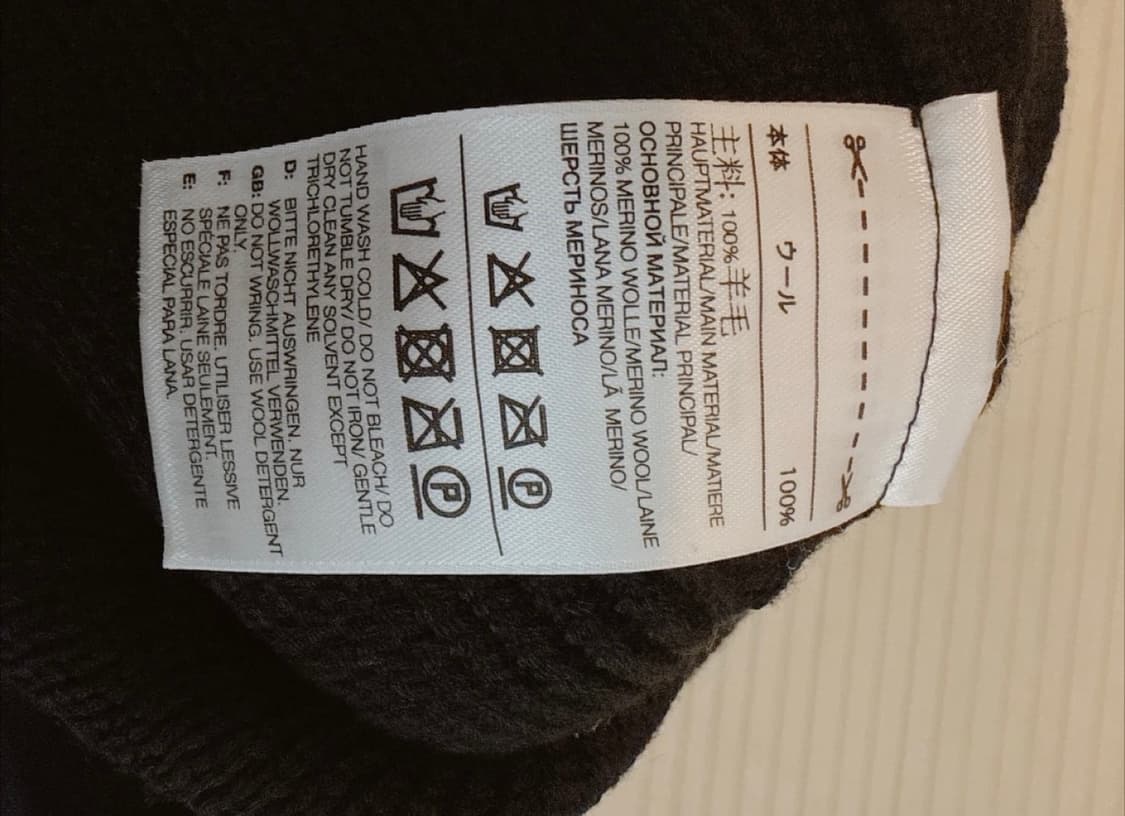 本体 ウール 100%
主料: 100%羊毛
HAUPTMATERIAL/MAIN MATERIAL/MATIERE
PRINCIPALE/MATERIAL PRINCIPAL/
ОСНОВНОЙ МАТЕРИАЛ:
100% MERINO WOLLE/MERINO WOOL/LAINE
MERINOS/LANA MERINO/LÃ MERINO/
ШЕРСТЬ МЕРИНОСА
P
P
HAND WASH COLD/ DO NOT BLEACH/ DO
NOT TUMBLE DRY/ DO NOT IRON/ GENTLE
DRY CLEAN ANY SOLVENT EXCEPT
TRICHLORETHYLENE
D: BITTE NICHT AUSWRINGEN. NUR
WOLLWASCHMITTEL VERWENDEN.
GB: DO NOT WRING. USE WOOL DETERGENT
ONLY.
F: NE PAS TORDRE. UTILISER LESSIVE
SPÉCIALE LAINE SEULEMENT.
E: NO ESCURRIR. USAR DETERGENTE
ESPECIAL PARA LANA.